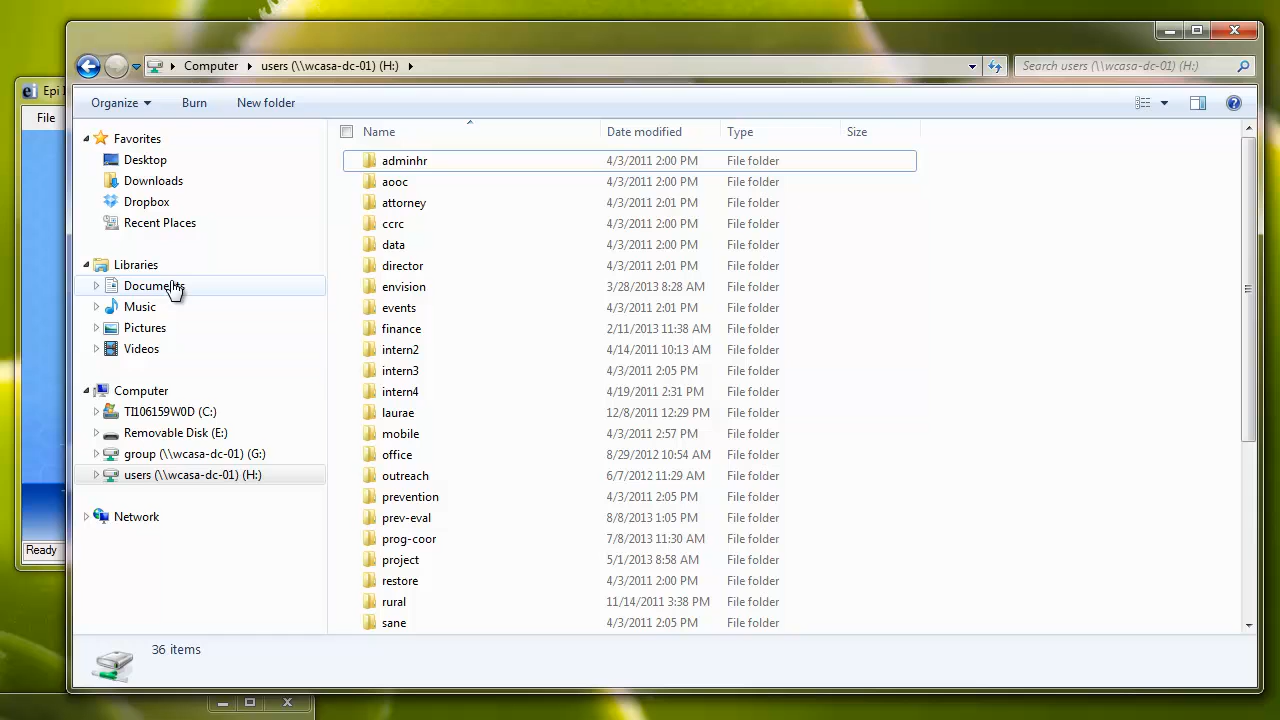 Epi I
File
Ready
Computer users (\\wcasa-dc-01) (H:)
Search users (\\wcasa-dc-01) (H:)
Organize Burn New folder
Favorites
Desktop
Downloads
Dropbox
Recent Places
Libraries
Documents
Music
Pictures
Videos
Computer
TI106159W0D (C:)
Removable Disk (E:)
group (\\wcasa-dc-01) (G:)
users (\\wcasa-dc-01) (H:)
Network
Name Date modified Type Size
adminhr 4/3/2011 2:00 PM File folder
aooc 4/3/2011 2:00 PM File folder
attorney 4/3/2011 2:01 PM File folder
ccrc 4/3/2011 2:00 PM File folder
data 4/3/2011 2:00 PM File folder
director 4/3/2011 2:01 PM File folder
envision 3/28/2013 8:28 AM File folder
events 4/3/2011 2:01 PM File folder
finance 2/11/2013 11:38 AM File folder
intern2 4/14/2011 10:13 AM File folder
intern3 4/3/2011 2:05 PM File folder
intern4 4/19/2011 2:31 PM File folder
laurae 12/8/2011 12:29 PM File folder
mobile 4/3/2011 2:57 PM File folder
office 8/29/2012 10:54 AM File folder
outreach 6/7/2012 11:29 AM File folder
prevention 4/3/2011 2:05 PM File folder
prev-eval 8/8/2013 1:05 PM File folder
prog-coor 7/8/2013 11:30 AM File folder
project 5/1/2013 8:58 AM File folder
restore 4/3/2011 2:00 PM File folder
rural 11/14/2011 3:38 PM File folder
sane 4/3/2011 2:05 PM File folder
36 items